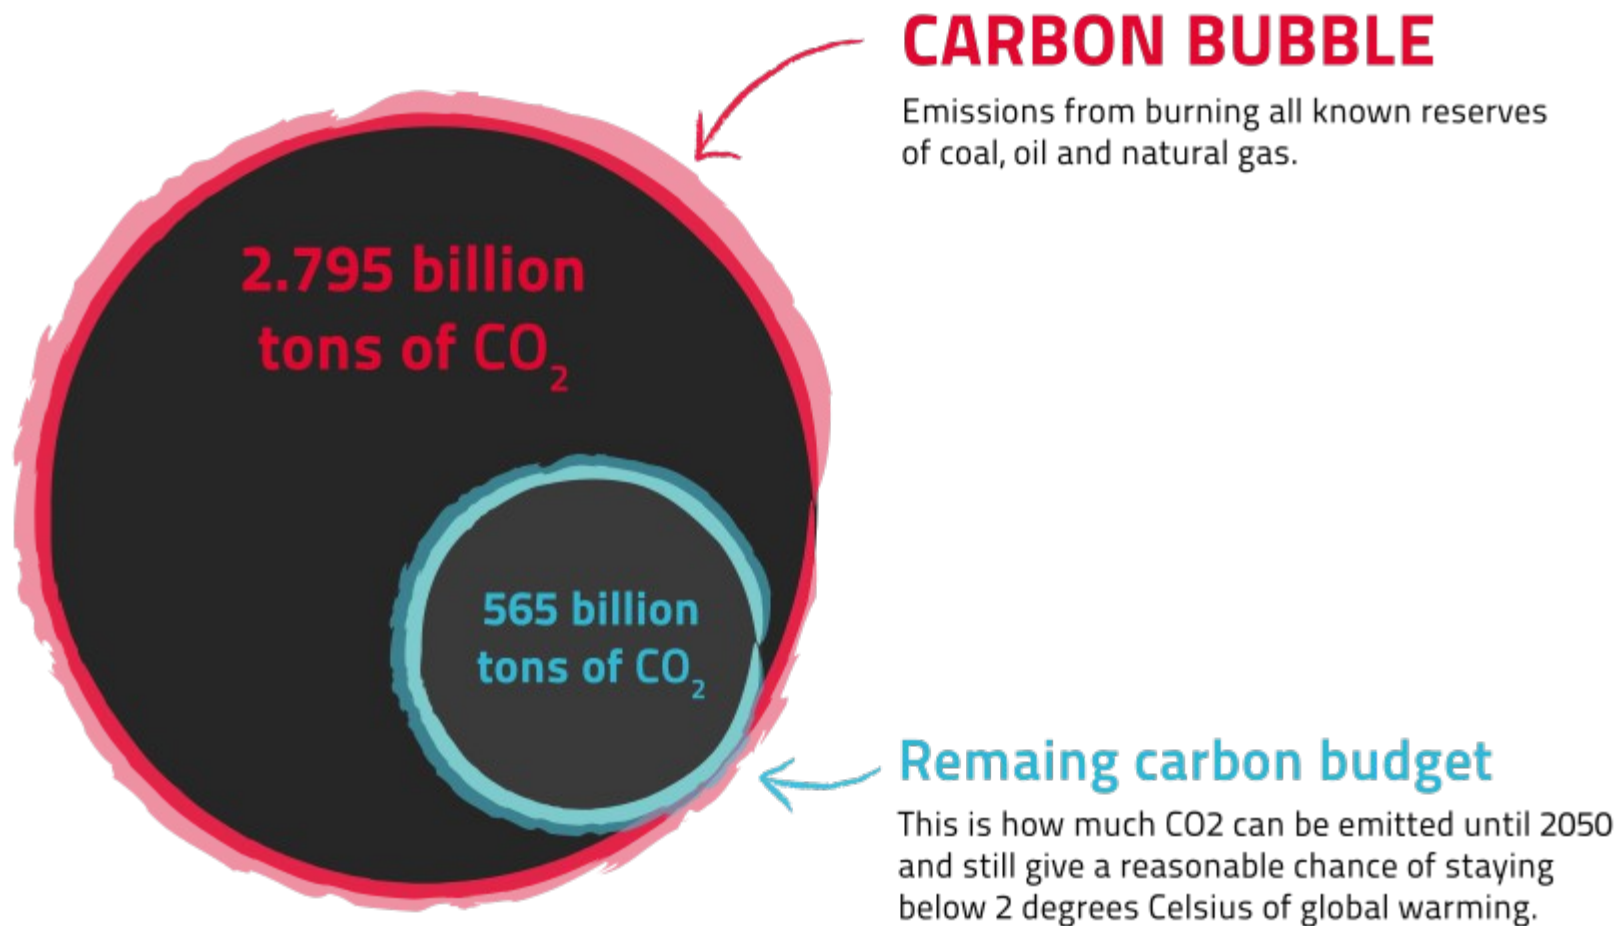 CARBON BUBBLE
Emissions from burning all known reserves
of coal, oil and natural gas.
2.795 billion
tons of CO₂
565 billion
tons of CO₂
Remaing carbon budget
This is how much CO2 can be emitted until 2050
and still give a reasonable chance of staying
below 2 degrees Celsius of global warming.